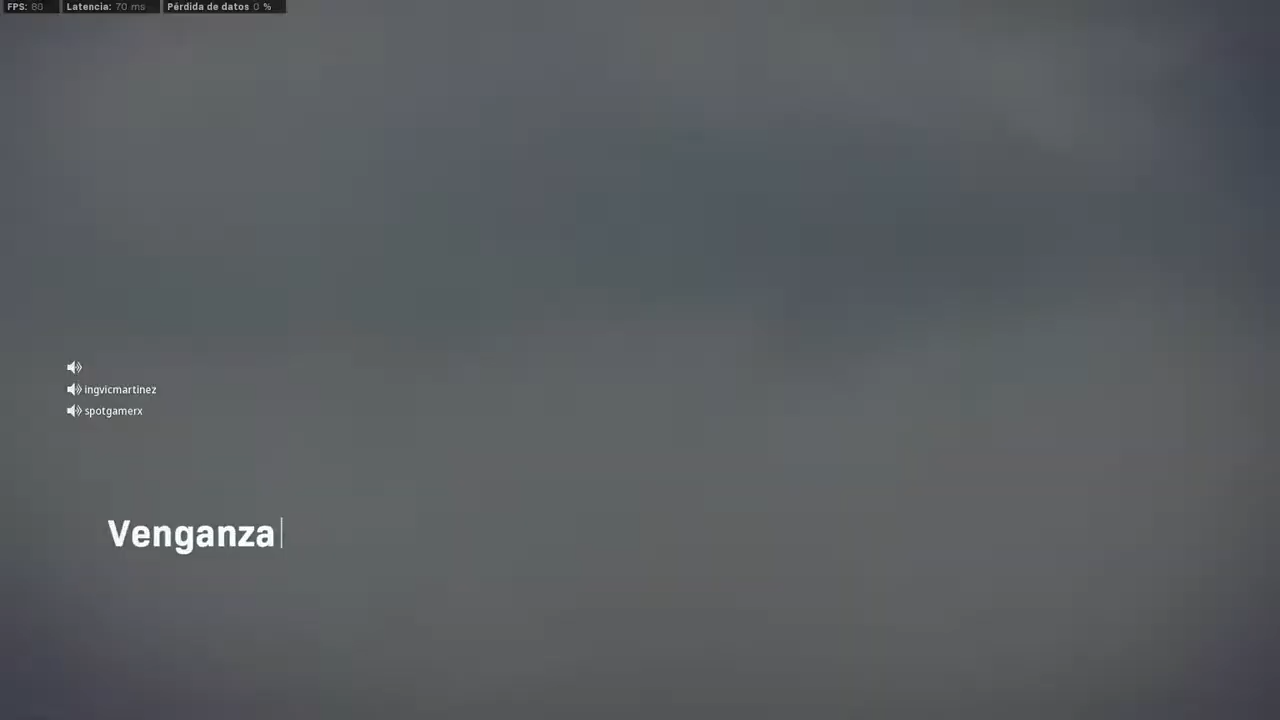 FPS: 80 Latencia: 70 ms Pérdida de datos 0 %
ingvicmartinez
spotgamerx
Venganza